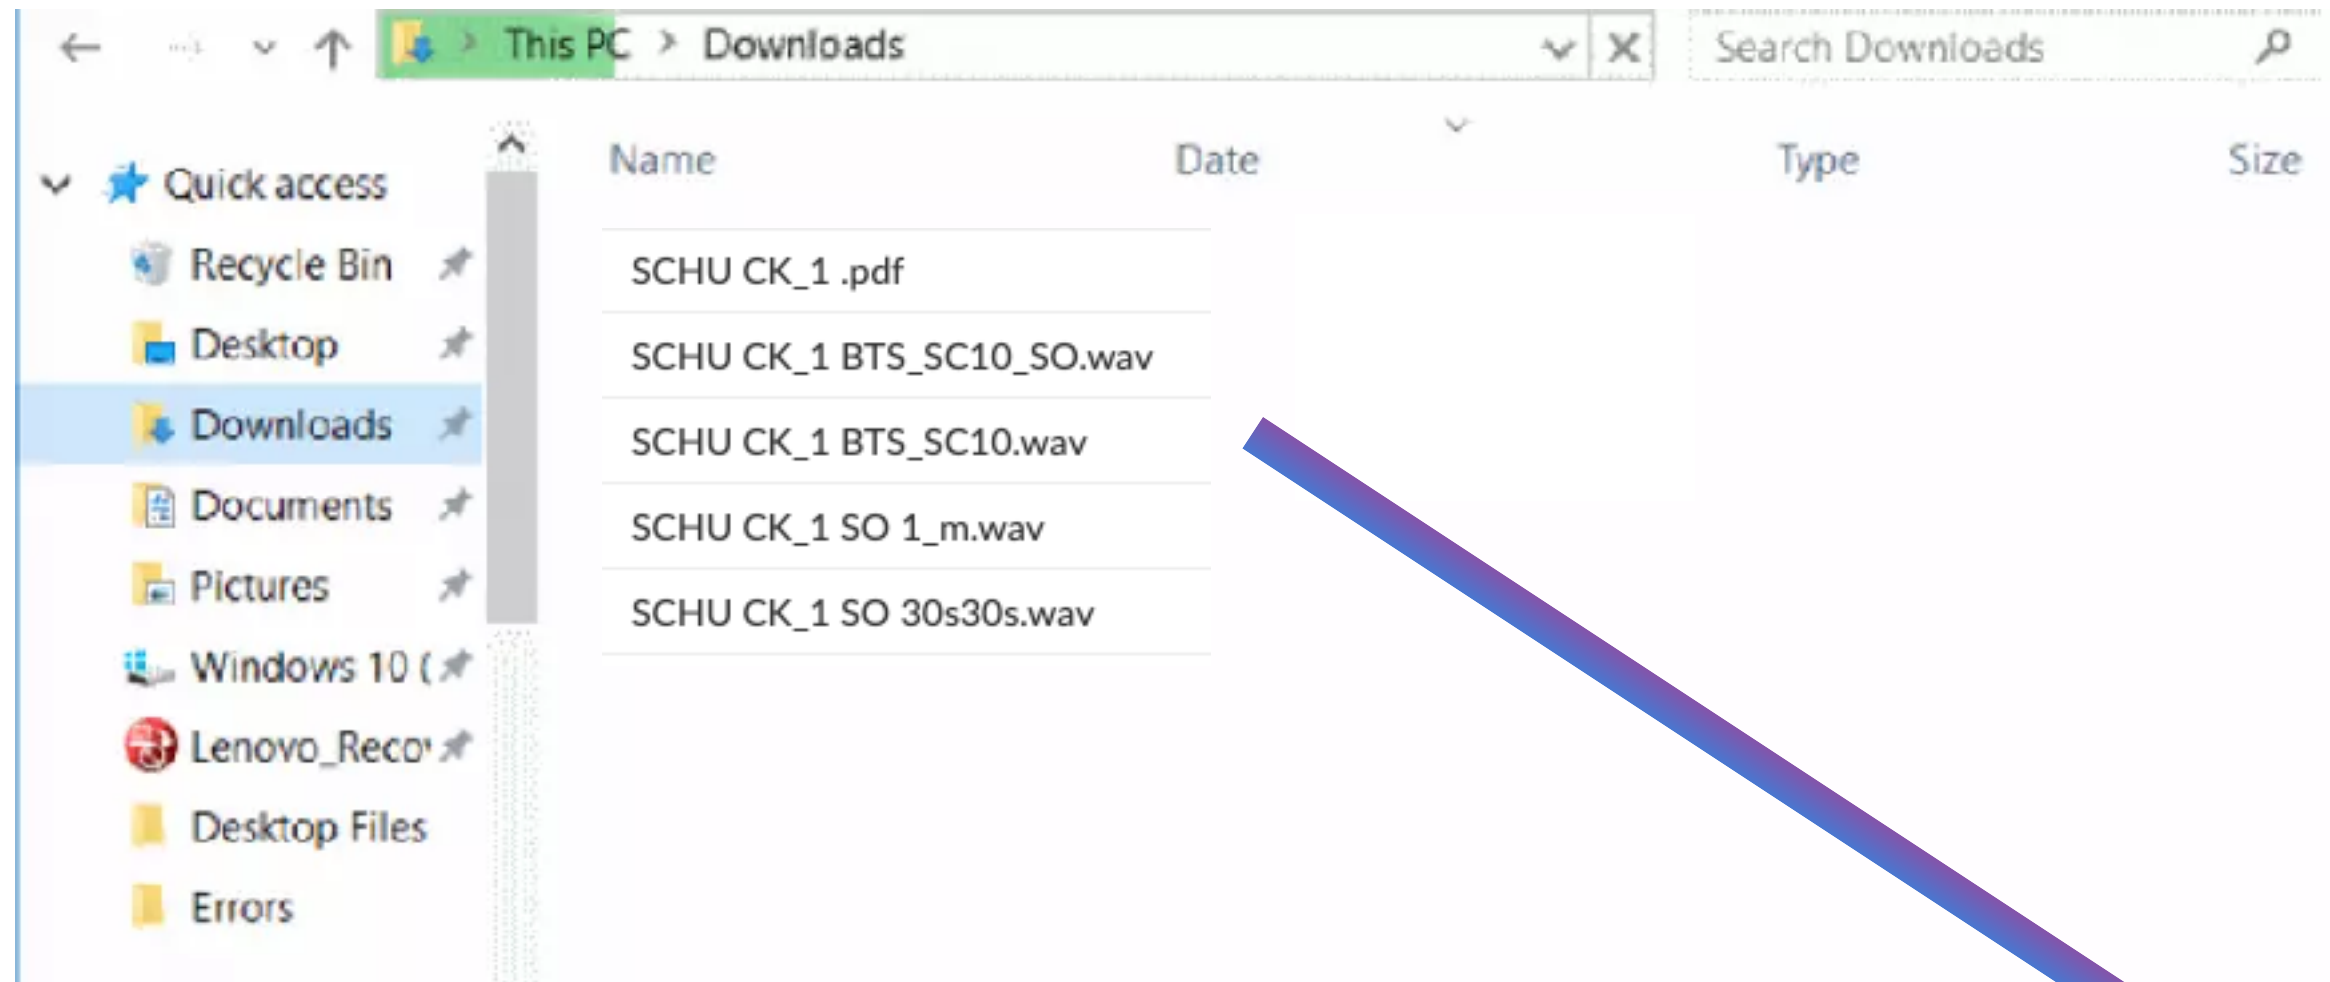 This PC > Downloads
Search Downloads
Name Date Type Size
Quick access
Recycle Bin
Desktop
Downloads
Documents
Pictures
Windows 10 (
Lenovo_Reco
Desktop Files
Errors
SCHU CK_1 .pdf
SCHU CK_1 BTS_SC10_SO.wav
SCHU CK_1 BTS_SC10.wav
SCHU CK_1 SO 1_m.wav
SCHU CK_1 SO 30s30s.wav